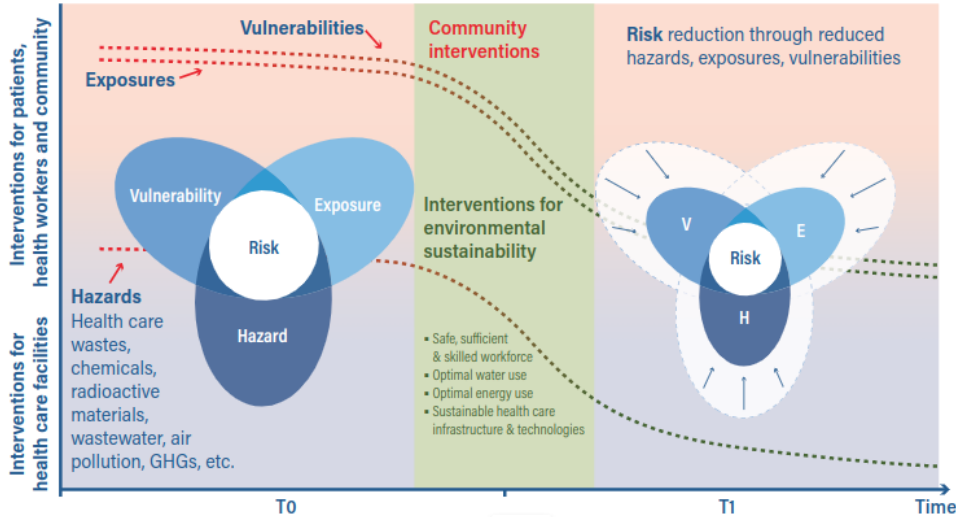 Interventions for patients,
health workers and community
Interventions for
health care facilities
Vulnerabilities
Exposures
Community
interventions
Risk reduction through reduced
hazards, exposures, vulnerabilities
Vulnerability
Exposure
Risk
Hazard
Hazards
Health care
wastes,
chemicals,
radioactive
materials,
wastewater, air
pollution, GHGs, etc.
Interventions for
environmental
sustainability
▪ Safe, sufficient
& skilled workforce
▪ Optimal water use
▪ Optimal energy use
▪ Sustainable health care
infrastructure & technologies
V
E
Risk
H
T0
T1
Time